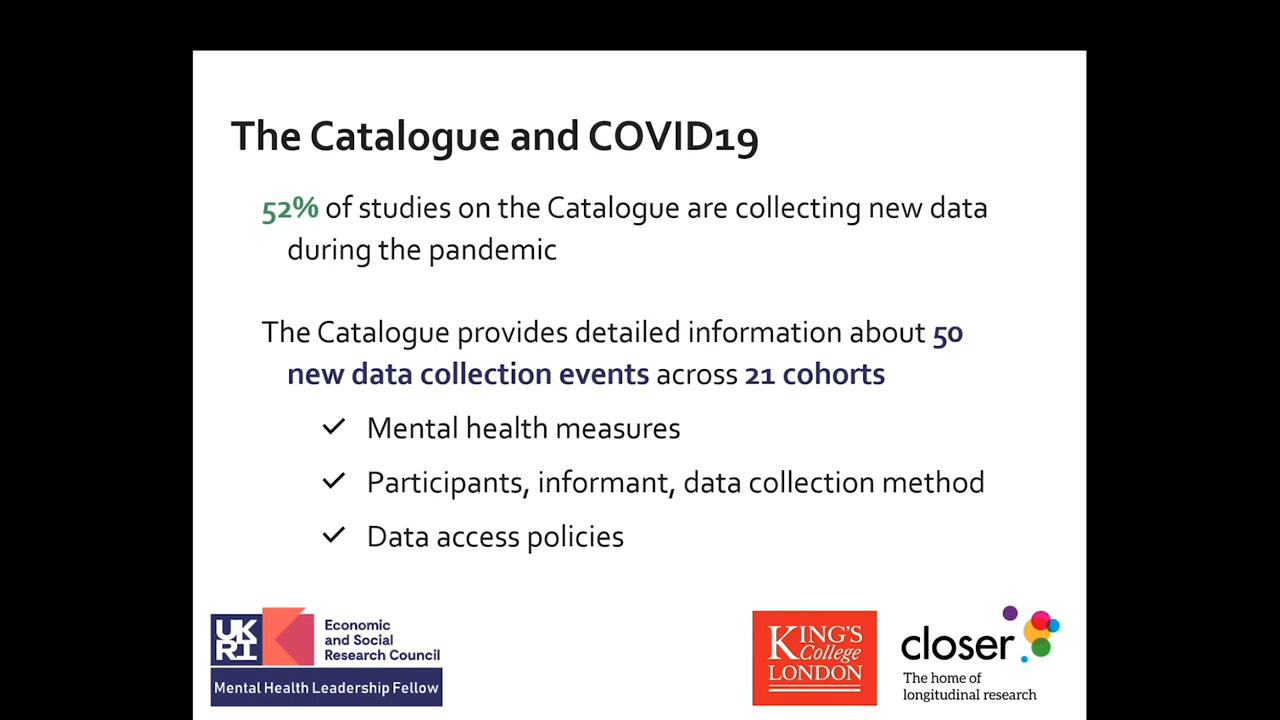 The Catalogue and COVID19
52% of studies on the Catalogue are collecting new data
during the pandemic
The Catalogue provides detailed information about 50
new data collection events across 21 cohorts
✓ Mental health measures
✓ Participants, informant, data collection method
✓ Data access policies
UK
RI
Economic
and Social
Research Council
Mental Health Leadership Fellow
KING'S
College
LONDON
closer
The home of
longitudinal research